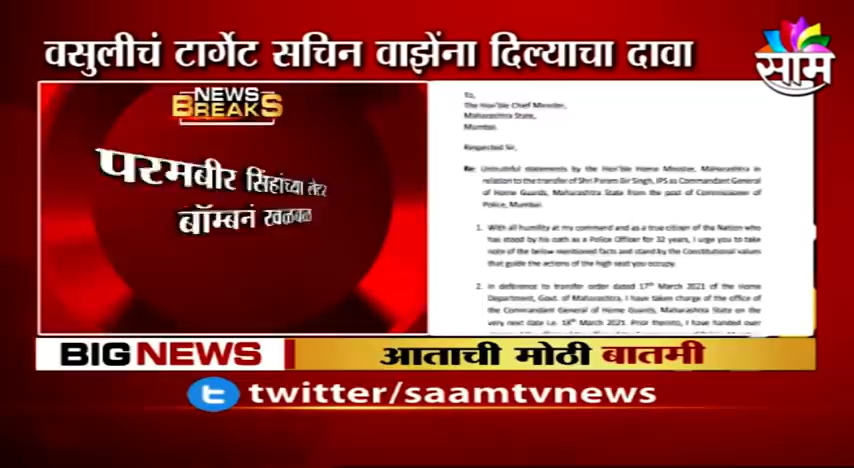 वसुलीचं टार्गेट सचिन वाझेंना दिल्याचा दावा
साम
NEWS
BREAKS
परमबीर सिंहांच्या लेटर
बॉम्बनं खळबळ
To,
The Hon'ble Chief Minister,
Maharashtra State,
Mumbai.
Respected Sir,
Re: Untruthful statements by the Hon'ble Home Minister, Maharashtra in
relation to the transfer of Shri Param Bir Singh, IPS as Commandant General
of Home Guards, Maharashtra State from the post of Commissioner of
Police, Mumbai.
1. With all humility at my command and as a true citizen of the Nation who
has stood by his oath as a Police Officer for 32 years, I urge you to take
note of the below mentioned facts and stand by the Constitutional values
that guide the actions of the high seat you occupy.
2. In deference to transfer order dated 17th March 2021 of the Home
Department, Govt. of Maharashtra, I have taken charge of the office of
the Commandant General of Home Guards, Maharashtra State on the
very next date i.e. 18th March 2021. Prior thereto, I have handed over
BIG NEWS
आताची मोठी बातमी
twitter/saamtvnews